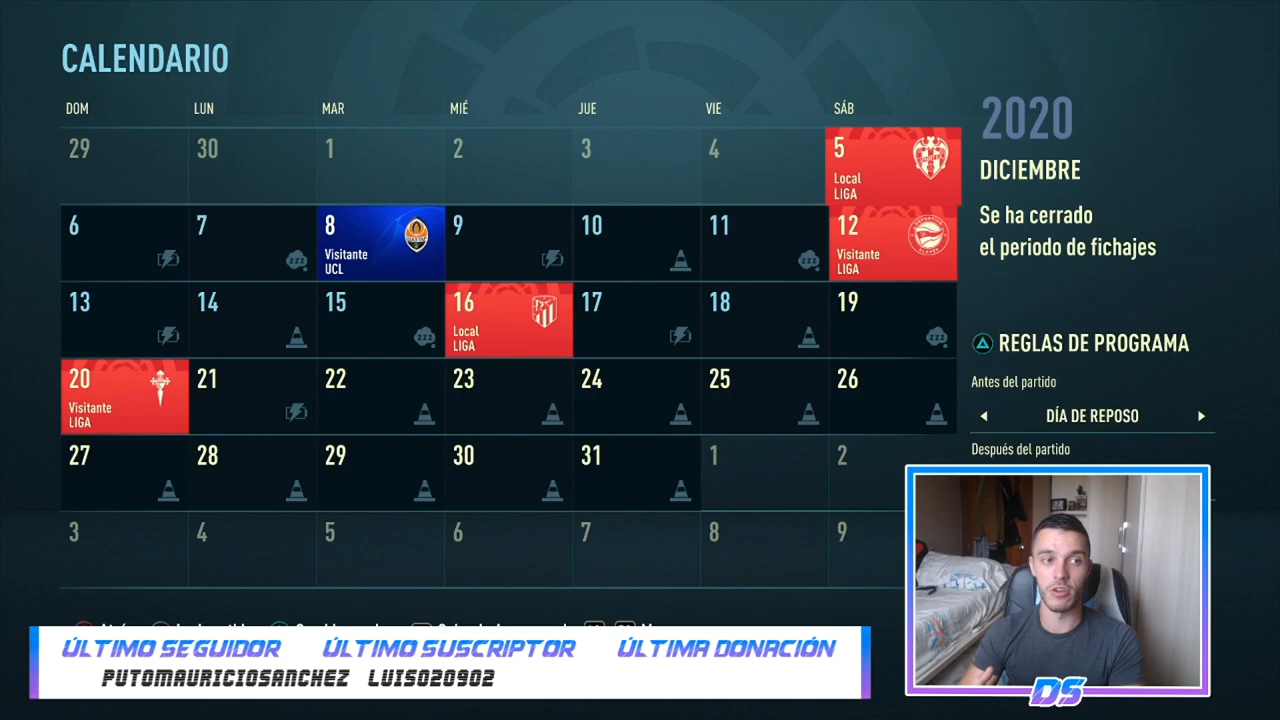 CALENDARIO
DOM LUN MAR MIÉ JUE VIE SÁB
29 30 1 2 3 4 5
Local
LIGA
6 7 8 9 10 11 12
Visitante
UCL
Visitante
LIGA
13 14 15 16 17 18 19
Local
LIGA
20 21 22 23 24 25 26
Visitante
LIGA
27 28 29 30 31 1 2
3 4 5 6 7 8 9
2020
DICIEMBRE
Se ha cerrado
el periodo de fichajes
REGLAS DE PROGRAMA
Antes del partido
DÍA DE REPOSO
Después del partido
ÚLTIMO SEGUIDOR ÚLTIMO SUSCRIPTOR ÚLTIMA DONACIÓN
PUTOMAURICIOSANCHEZ LUIS020902
DS